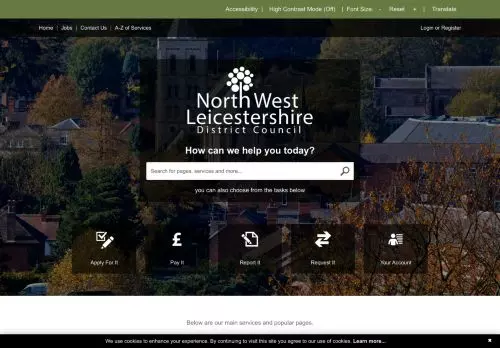 Accessibility | High Contrast Mode (Off) | Font Size: - Reset + | Translate
Home | Jobs | Contact Us | A-Z of Services
Login or Register
North West
Leicestershire
District Council
How can we help you today?
Search for pages, services and more...
you can also choose from the tasks below
Apply For It
Pay It
Report It
Request It
Your Account
Below are our main services and popular pages.
We use cookies to enhance your experience. By continuing to visit this site you agree to our use of cookies. Learn more...